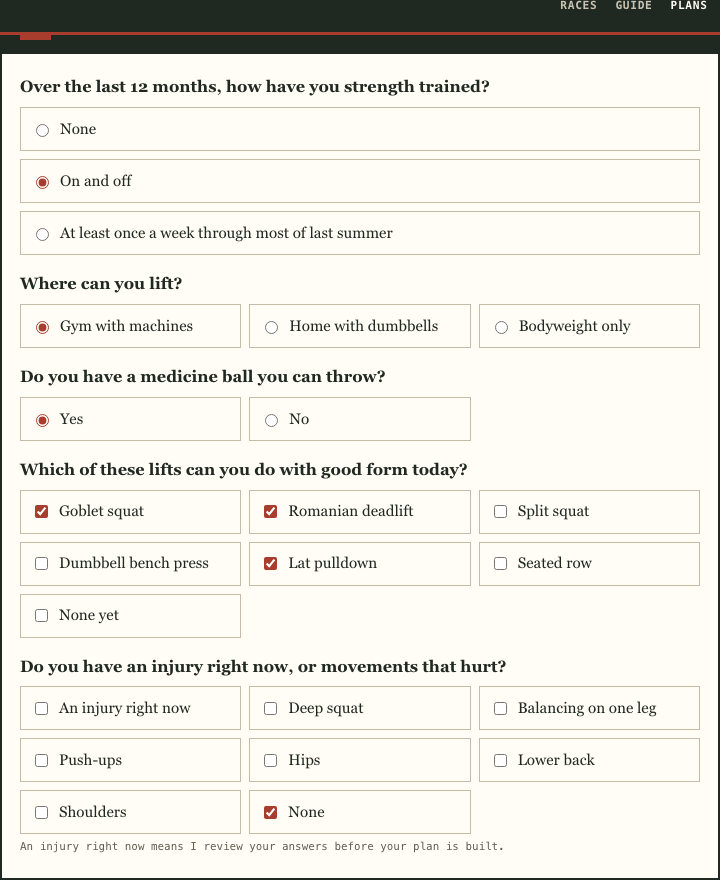 RACES GUIDE PLANS
Over the last 12 months, how have you strength trained?
None
On and off
At least once a week through most of last summer
Where can you lift?
Gym with machines Home with dumbbells Bodyweight only
Do you have a medicine ball you can throw?
Yes No
Which of these lifts can you do with good form today?
Goblet squat Romanian deadlift Split squat
Dumbbell bench press Lat pulldown Seated row
None yet
Do you have an injury right now, or movements that hurt?
An injury right now Deep squat Balancing on one leg
Push-ups Hips Lower back
Shoulders None
An injury right now means I review your answers before your plan is built.